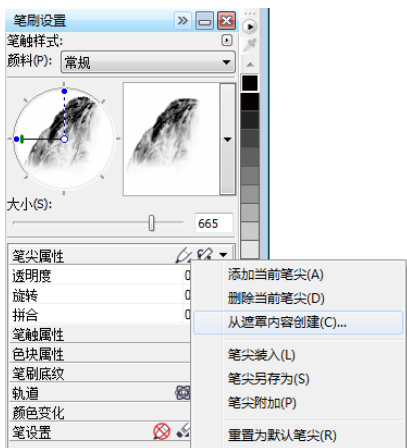 笔刷设置
笔触样式:
颜料(P): 常规
大小(S):
665
笔尖属性
透明度 0
旋转 0
拼合 0
笔触属性
色块属性
笔刷底纹
轨道
颜色变化
笔设置
添加当前笔尖(A)
删除当前笔尖(D)
从遮罩内容创建(C)...
笔尖装入(L)
笔尖另存为(S)
笔尖附加(P)
重置为默认笔尖(R)